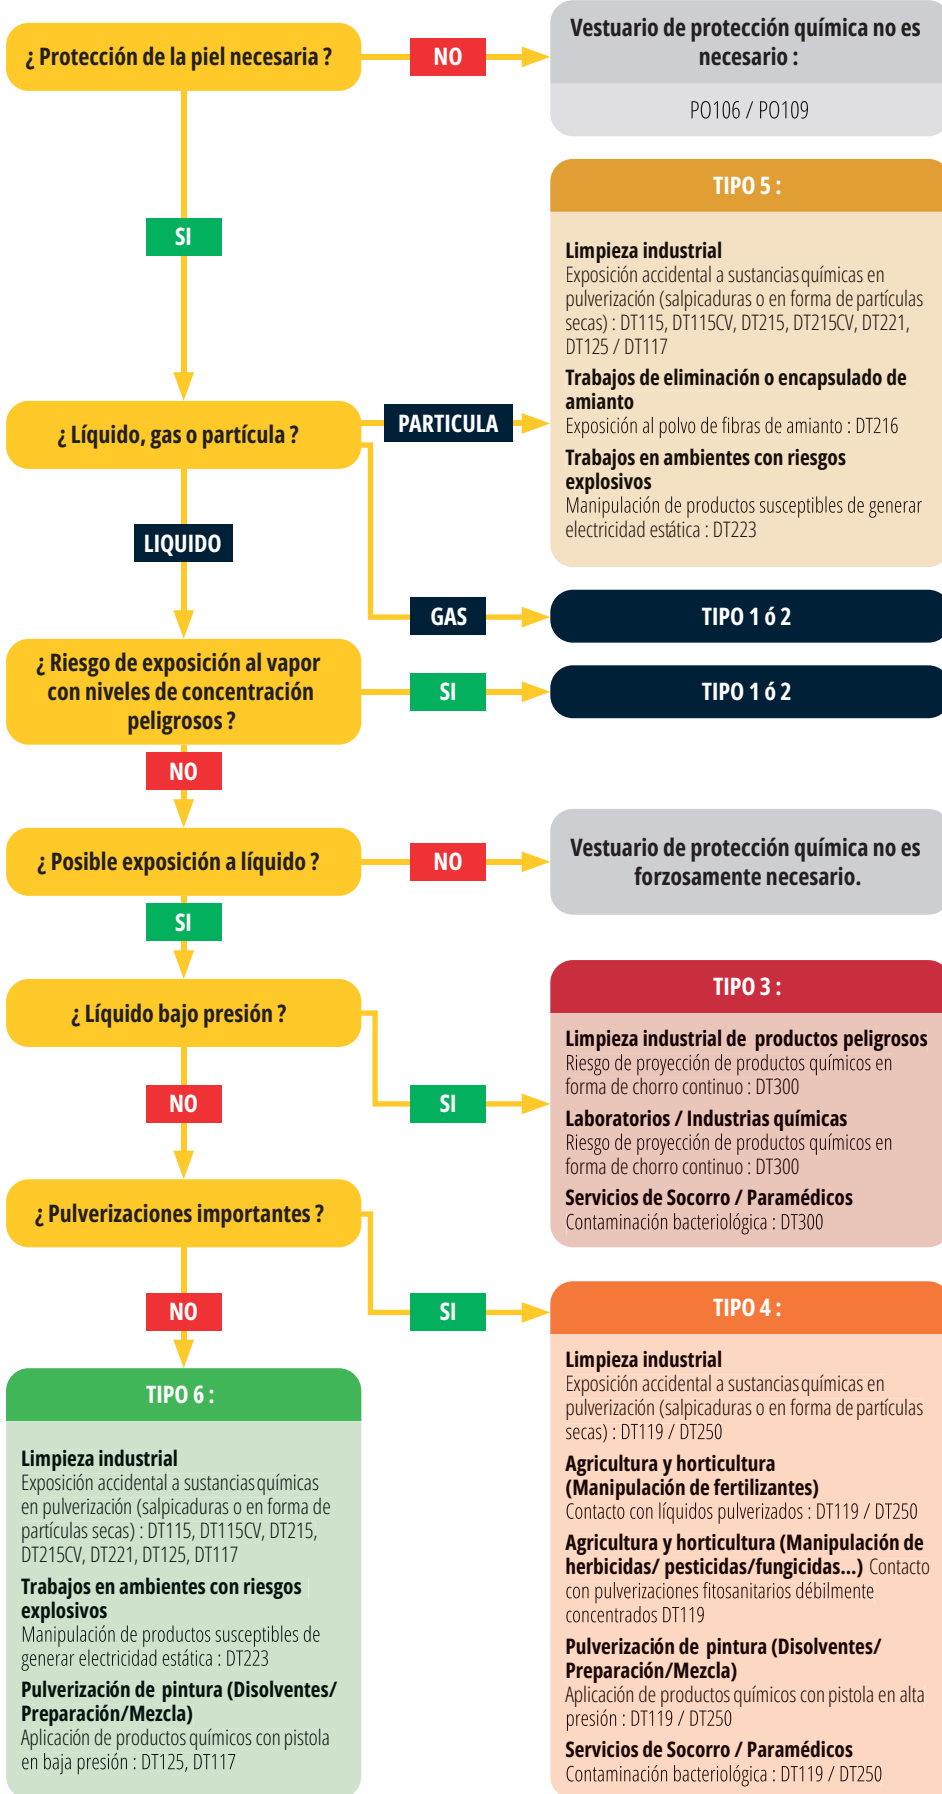 ¿ Protección de la piel necesaria ?
NO
Vestuario de protección química no es
necesario :
PO106 / PO109
SI
TIPO 5 :
Limpieza industrial
Exposición accidental a sustancias químicas en
pulverización (salpicaduras o en forma de partículas
secas) : DT115, DT115CV, DT215, DT215CV, DT221,
DT125 / DT117
Trabajos de eliminación o encapsulado de
amianto
Exposición al polvo de fibras de amianto : DT216
Trabajos en ambientes con riesgos
explosivos
Manipulación de productos susceptibles de generar
electricidad estática : DT223
¿ Líquido, gas o partícula ?
PARTICULA
LIQUIDO
GAS
TIPO 1 ó 2
¿ Riesgo de exposición al vapor
con niveles de concentración
peligrosos ?
SI
TIPO 1 ó 2
NO
¿ Posible exposición a líquido ?
NO
Vestuario de protección química no es
forzosamente necesario.
SI
¿ Líquido bajo presión ?
SI
TIPO 3 :
Limpieza industrial de productos peligrosos
Riesgo de proyección de productos químicos en
forma de chorro continuo : DT300
Laboratorios / Industrias químicas
Riesgo de proyección de productos químicos en
forma de chorro continuo : DT300
Servicios de Socorro / Paramédicos
Contaminación bacteriológica : DT300
NO
¿ Pulverizaciones importantes ?
SI
TIPO 4 :
Limpieza industrial
Exposición accidental a sustancias químicas en
pulverización (salpicaduras o en forma de partículas
secas) : DT119 / DT250
Agricultura y horticultura
(Manipulación de fertilizantes)
Contacto con líquidos pulverizados : DT119 / DT250
Agricultura y horticultura (Manipulación de
herbicidas/ pesticidas/fungicidas...) Contacto
con pulverizaciones fitosanitarios débilmente
concentrados DT119
Pulverización de pintura (Disolventes/
Preparación/Mezcla)
Aplicación de productos químicos con pistola en alta
presión : DT119 / DT250
Servicios de Socorro / Paramédicos
Contaminación bacteriológica : DT119 / DT250
NO
TIPO 6 :
Limpieza industrial
Exposición accidental a sustancias químicas
en pulverización (salpicaduras o en forma de
partículas secas) : DT115, DT115CV, DT215,
DT215CV, DT221, DT125, DT117
Trabajos en ambientes con riesgos
explosivos
Manipulación de productos susceptibles de
generar electricidad estática : DT223
Pulverización de pintura (Disolventes/
Preparación/Mezcla)
Aplicación de productos químicos con pistola
en baja presión : DT125, DT117